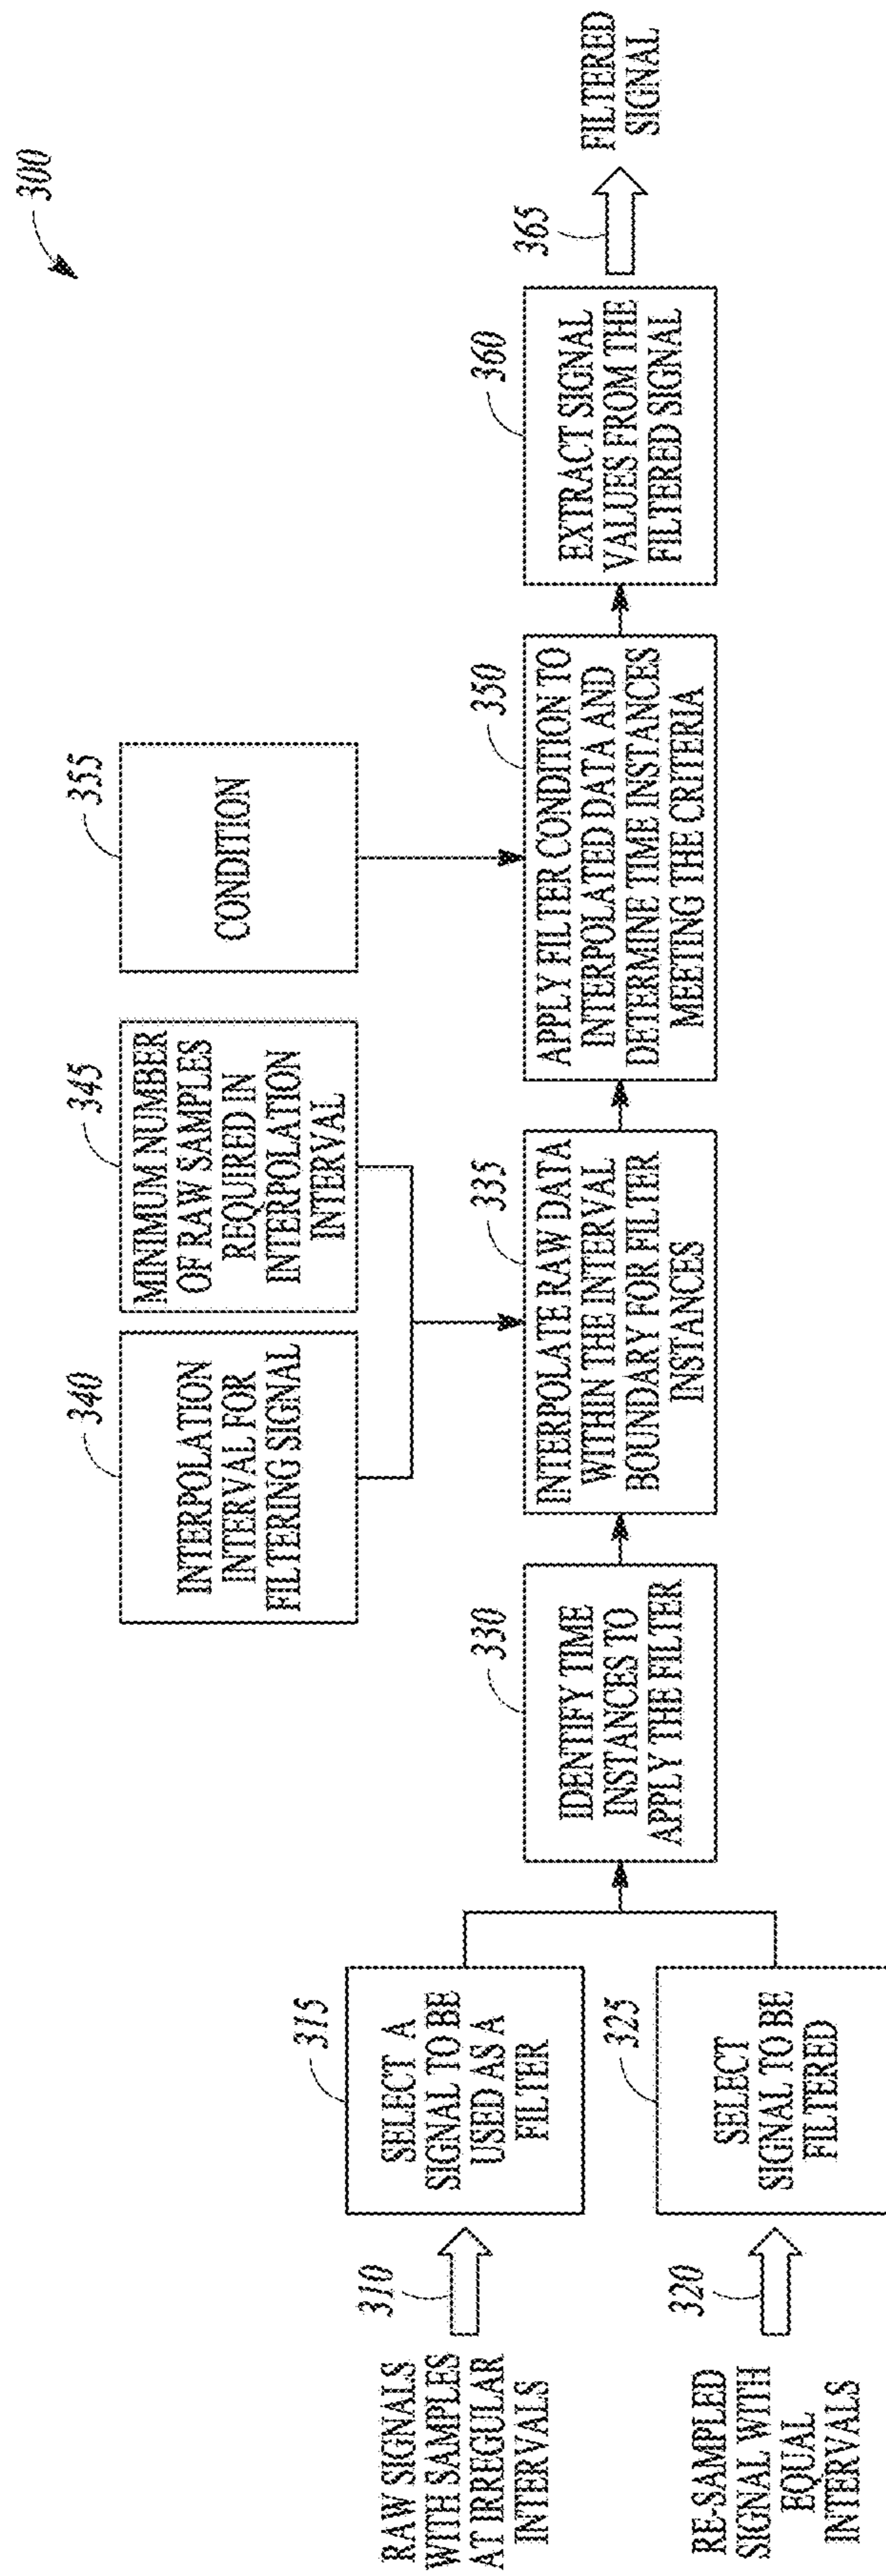 300
RAW SIGNALS
WITH SAMPLES
AT IRREGULAR
INTERVALS
310
315
SELECT A
SIGNAL TO BE
USED AS A
FILTER
RE-SAMPLED
SIGNAL WITH
EQUAL
INTERVALS
320
325
SELECT
SIGNAL TO BE
FILTERED
330
IDENTIFY TIME
INSTANCES TO
APPLY THE FILTER
340
INTERPOLATION
INTERVAL FOR
FILTERING SIGNAL
345
MINIMUM NUMBER
OF RAW SAMPLES
REQUIRED IN
INTERPOLATION
INTERVAL
335
INTERPOLATE RAW DATA
WITHIN THE INTERVAL
BOUNDARY FOR FILTER
INSTANCES
355
CONDITION
350
APPLY FILTER CONDITION TO
INTERPOLATED DATA AND
DETERMINE TIME INSTANCES
MEETING THE CRITERIA
360
EXTRACT SIGNAL
VALUES FROM THE
FILTERED SIGNAL
365
FILTERED
SIGNAL